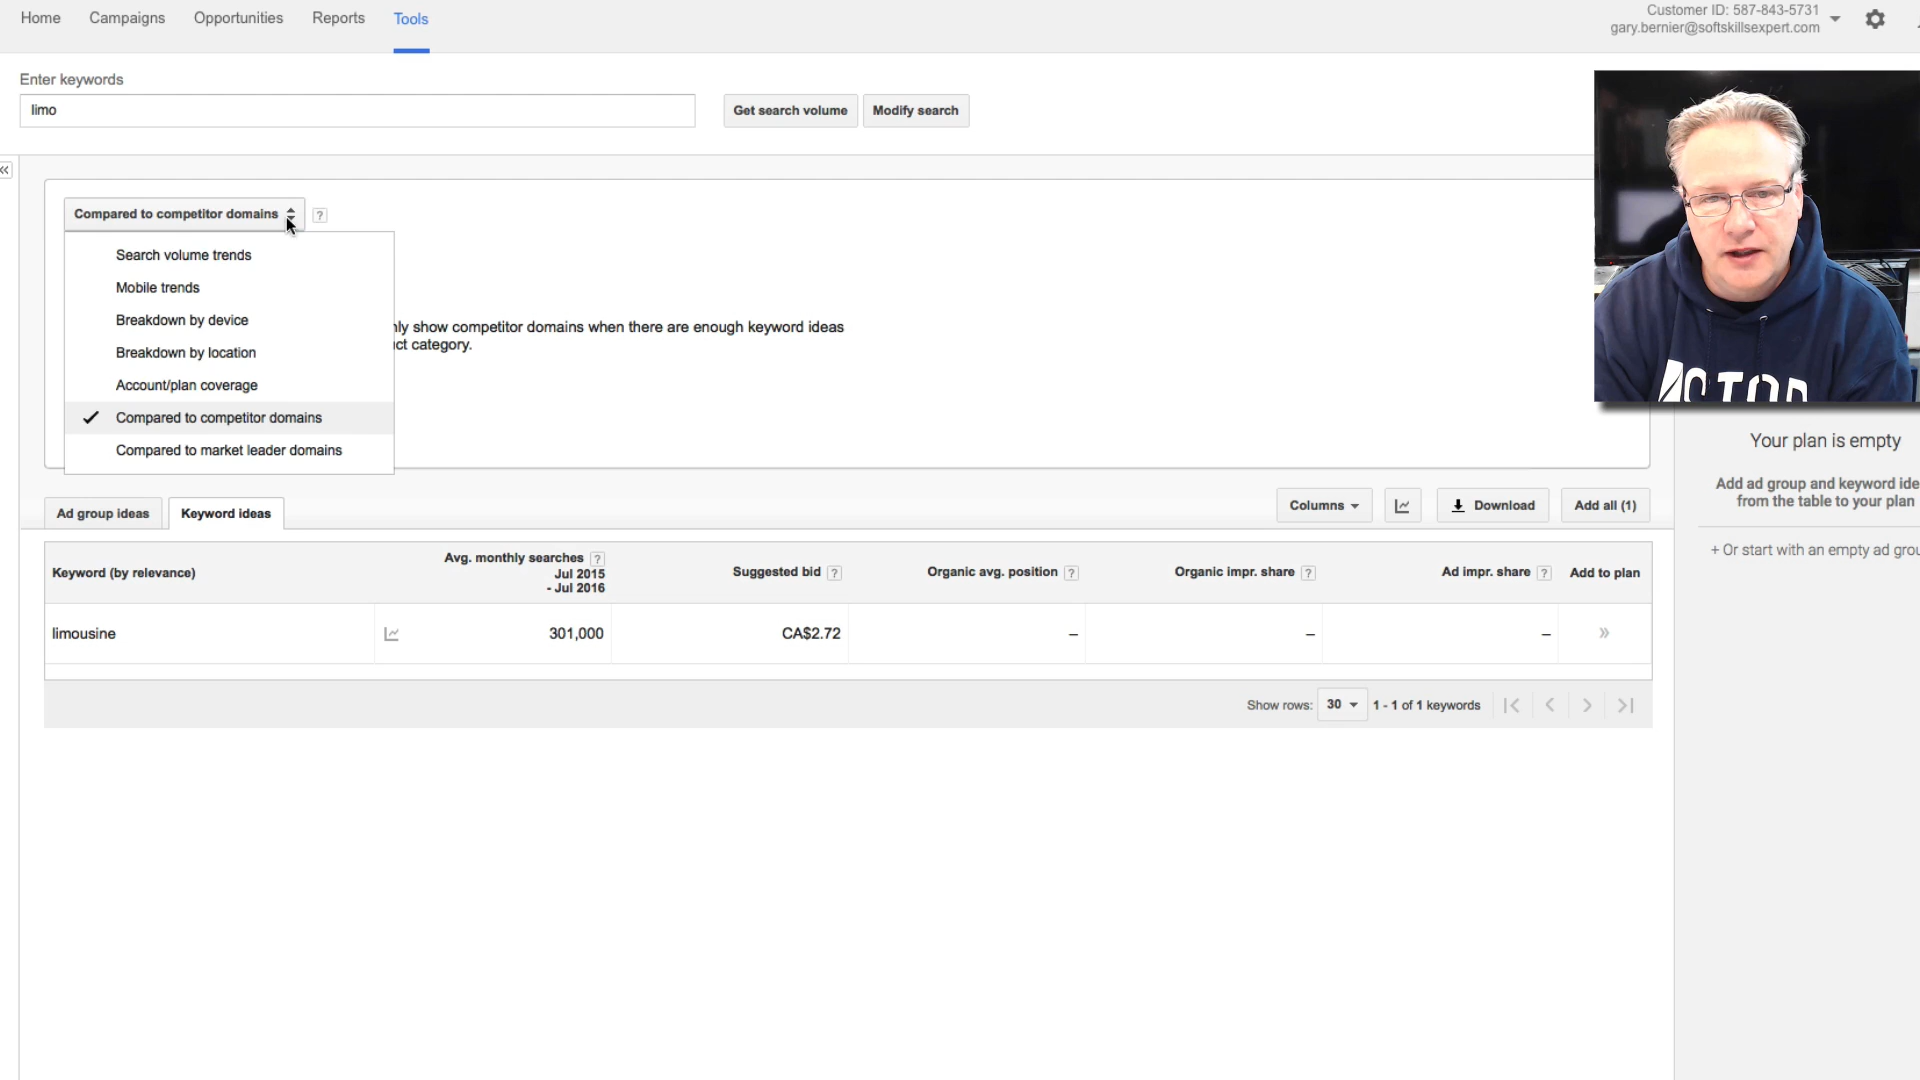 Home Campaigns Opportunities Reports Tools
Customer ID: 587-843-5731
gary.bernier@softskillsexpert.com
Enter keywords
limo
Get search volume Modify search
Compared to competitor domains ?
Search volume trends
Mobile trends
Breakdown by device
Breakdown by location
Account/plan coverage
Compared to competitor domains
Compared to market leader domains
show competitor domains when there are enough keyword ideas
category.
Your plan is empty
Add ad group and keyword ide
from the table to your plan
+ Or start with an empty ad grou
Ad group ideas Keyword ideas
Columns Download Add all (1)
Keyword (by relevance) Avg. monthly searches ? Suggested bid ? Organic avg. position ? Organic impr. share ? Ad impr. share ? Add to plan
Jul 2015
- Jul 2016
limousine 301,000 CA$2.72 – – – »
Show rows: 30 1 - 1 of 1 keywords